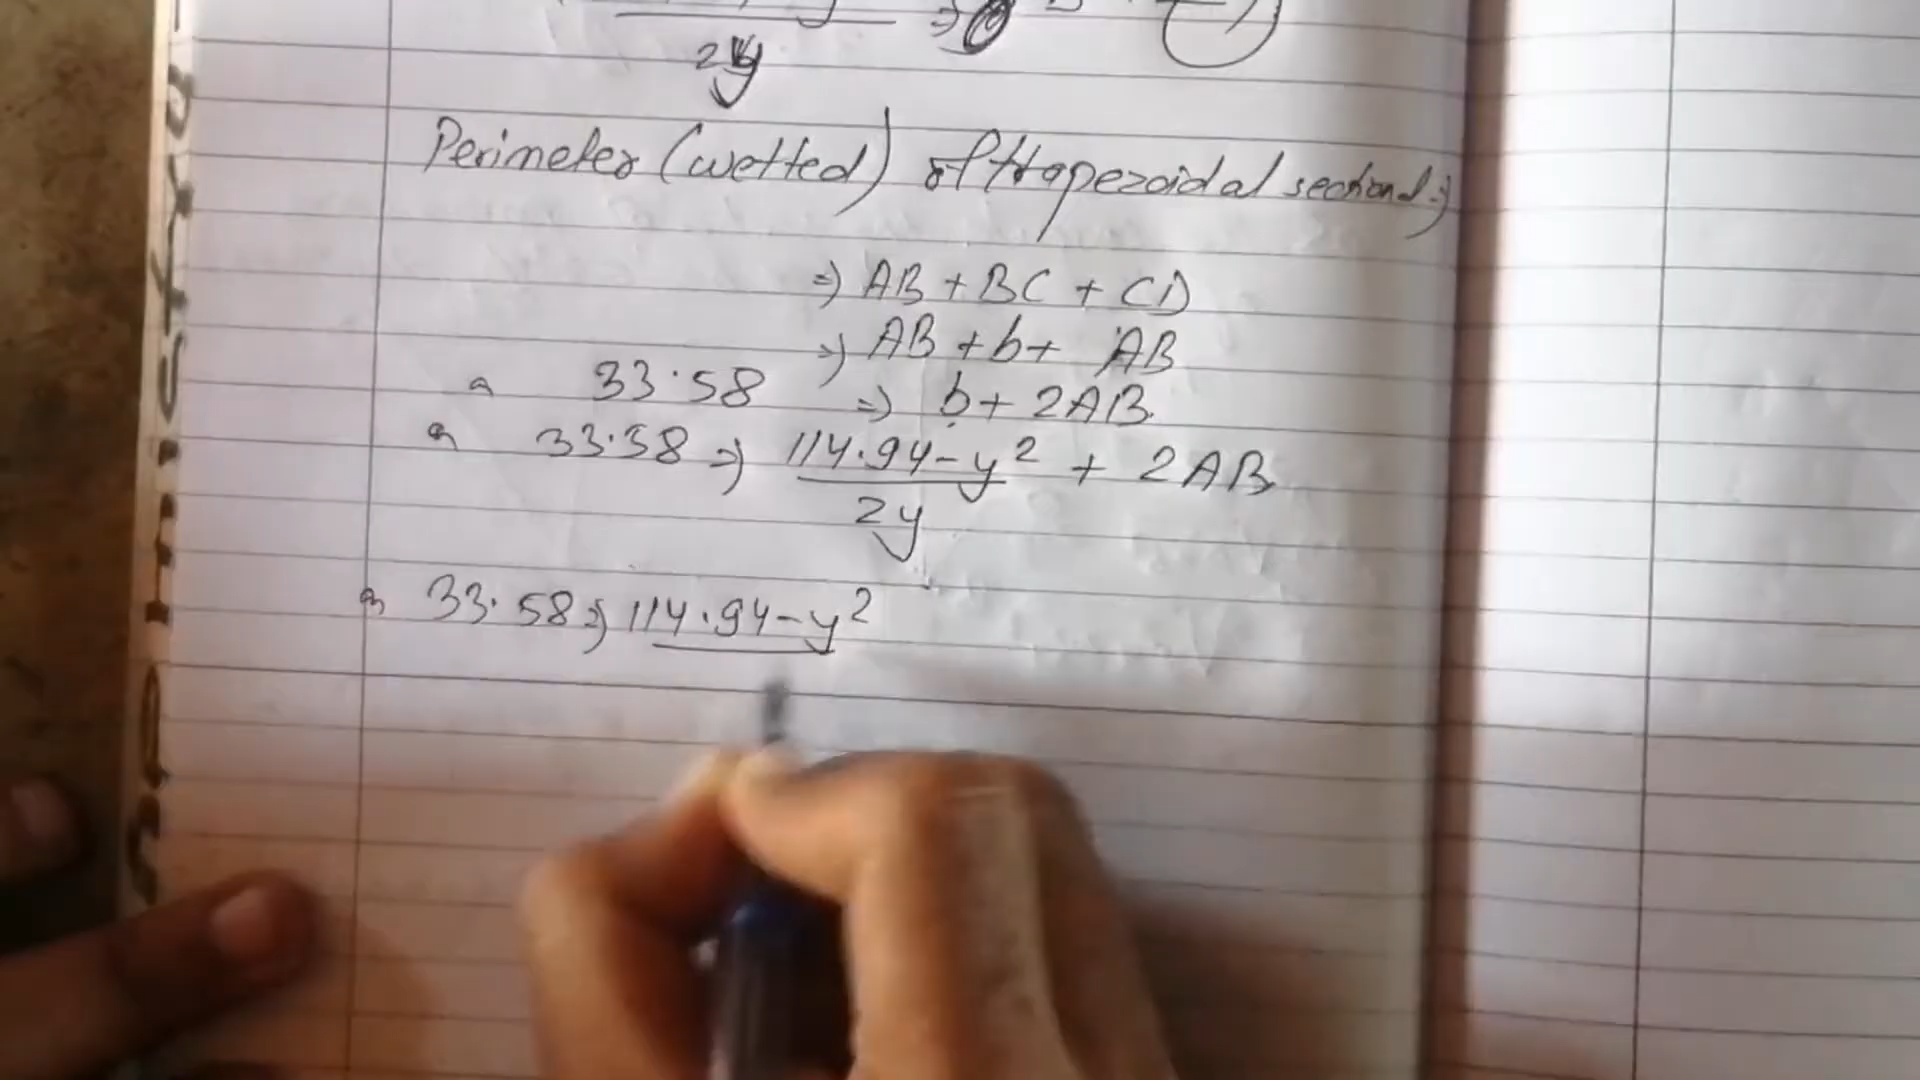 2y
Perimeter (wetted) of trapezoidal sectional ⇒
⇒ AB + BC + CD
⇒ AB + b + AB
33.58 ⇒ b + 2AB
33.58 ⇒ 114.94 - y² + 2AB
2y
33.58 ⇒ 114.94 - y²